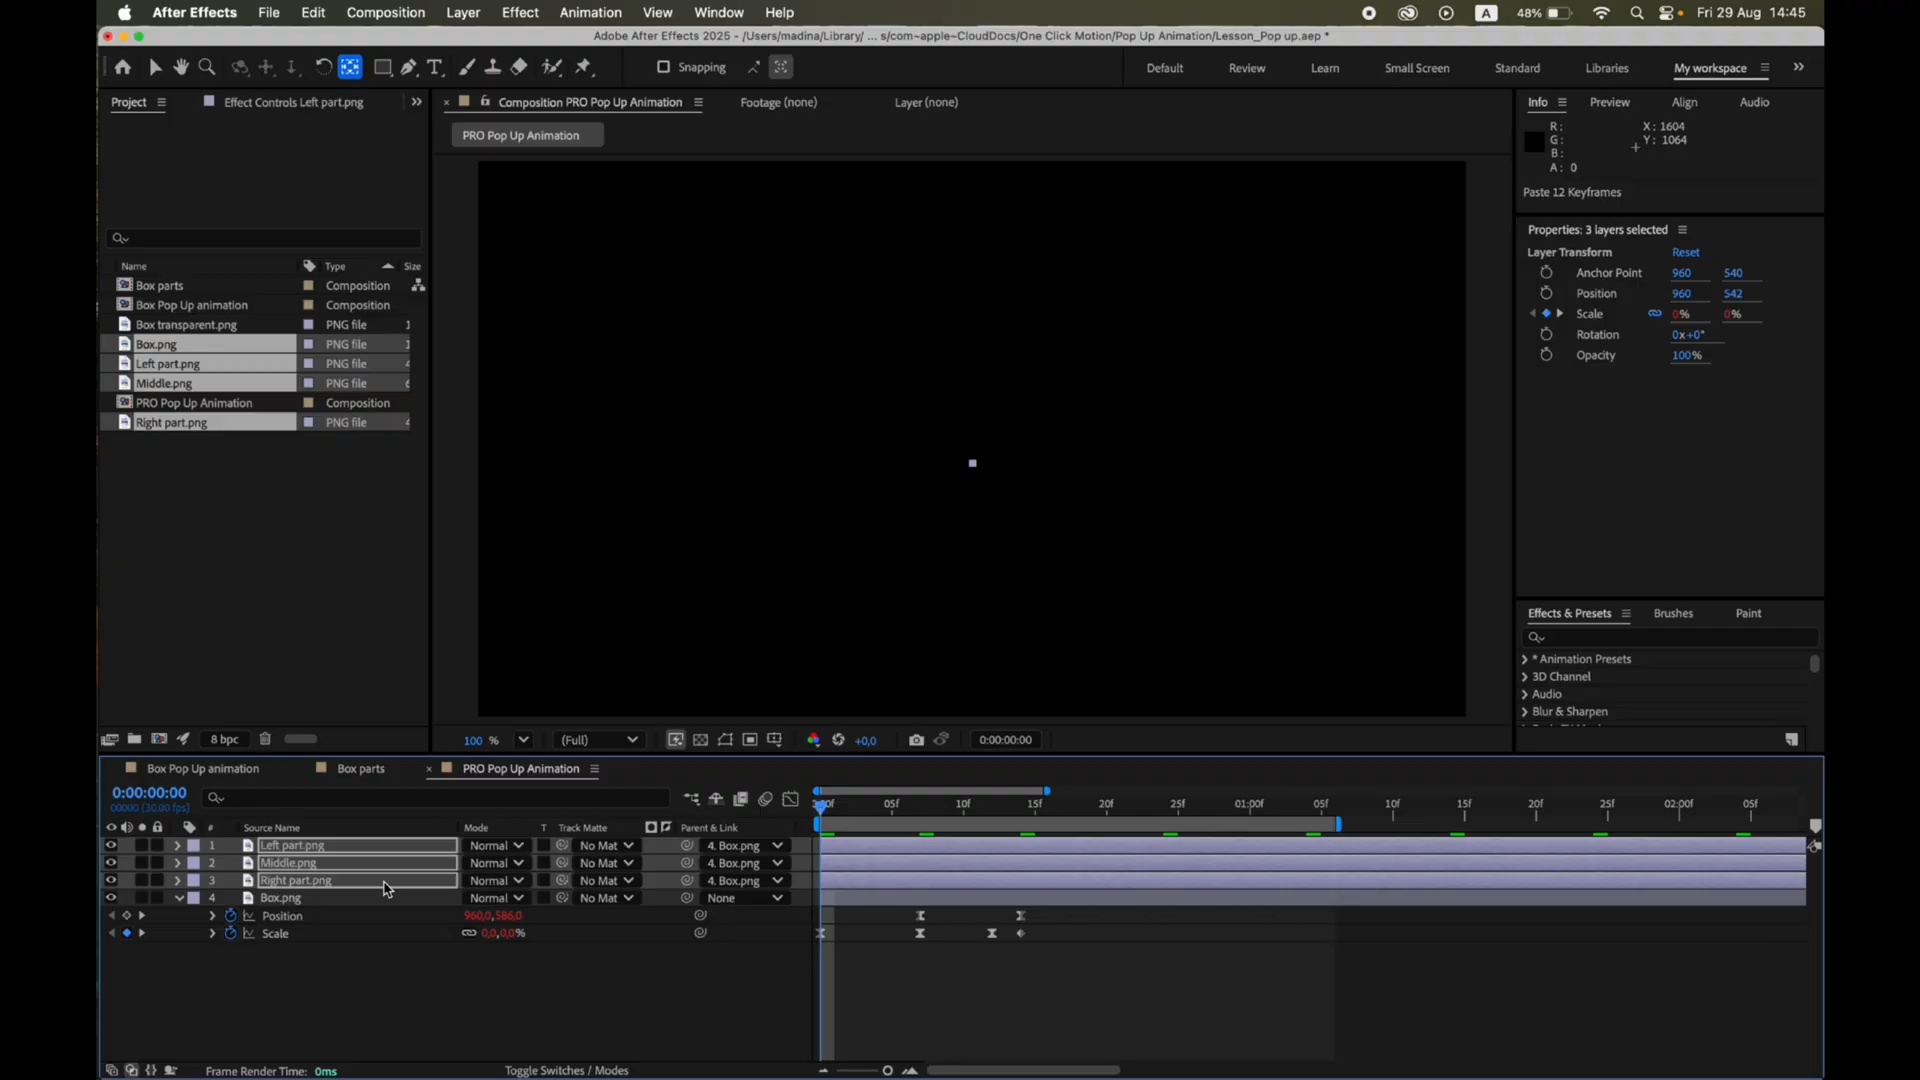 After Effects File Edit Composition Layer Effect Animation View Window Help A 48% Fri 29 Aug 14:45
Adobe After Effects 2025 - /Users/madina/Library/ ... s/com~apple~CloudDocs/One Click Motion/Pop Up Animation/Lesson_Pop up.aep *
Snapping Default Review Learn Small Screen Standard Libraries My workspace
Project Effect Controls Left part.png Composition PRO Pop Up Animation Footage (none) Layer (none) Info Preview Align Audio
PRO Pop Up Animation
R: X: 1604
G: Y: 1064
B:
A: 0
Paste 12 Keyframes
Properties: 3 layers selected
Layer Transform Reset
Anchor Point 960 540
Position 960 542
Scale 0% 0%
Rotation 0x+0°
Opacity 100%
Name Type Size
Box parts Composition
Box Pop Up animation Composition
Box transparent.png PNG file 1
Box.png PNG file 1
Left part.png PNG file
Middle.png PNG file
PRO Pop Up Animation Composition
Right part.png PNG file
Effects & Presets Brushes Paint
* Animation Presets
3D Channel
Audio
Blur & Sharpen
8 bpc 100 % (Full) +0,0 0:00:00:00
Box Pop Up animation Box parts PRO Pop Up Animation
0:00:00:00
00000 (30.00 fps)
05f 10f 15f 20f 25f 01:00f 05f 10f 15f 20f 25f 02:00f 05f
# Source Name Mode T Track Matte Parent & Link
1 Left part.png Normal No Mat 4. Box.png
2 Middle.png Normal No Mat 4. Box.png
3 Right part.png Normal No Mat 4. Box.png
4 Box.png Normal No Mat None
Position 960,0,586,0
Scale 0,0,0,0%
Frame Render Time: 0ms Toggle Switches / Modes